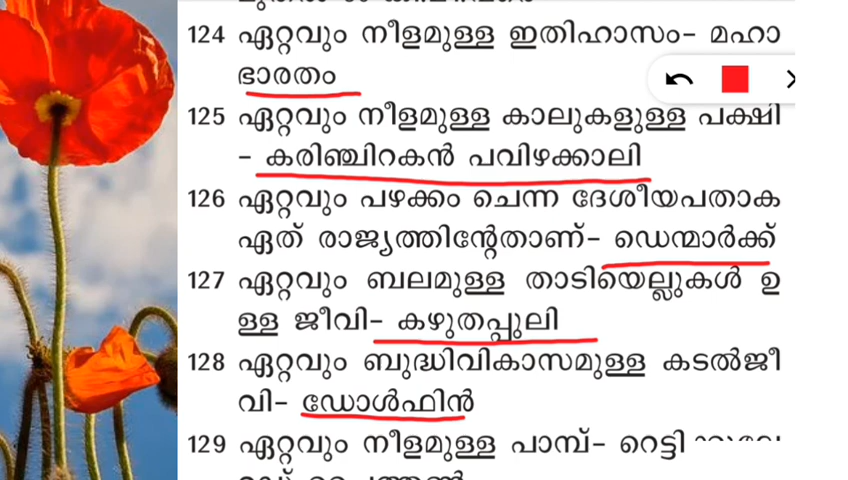 124 ഏറ്റവും നീളമുള്ള ഇതിഹാസം- മഹാ
ഭാരതം
125 ഏറ്റവും നീളമുള്ള കാലുകളുള്ള പക്ഷി
- കരിഞ്ചിറകൻ പവിഴക്കാലി
126 ഏറ്റവും പഴക്കം ചെന്ന ദേശീയപതാക
ഏത് രാജ്യത്തിന്റേതാണ്- ഡെന്മാർക്ക്
127 ഏറ്റവും ബലമുള്ള താടിയെല്ലുകൾ ഉ
ള്ള ജീവി- കഴുതപ്പുലി
128 ഏറ്റവും ബുദ്ധിവികാസമുള്ള കടൽജീ
വി- ഡോൾഫിൻ
129 ഏറ്റവും നീളമുള്ള പാമ്പ്- റെട്ടി